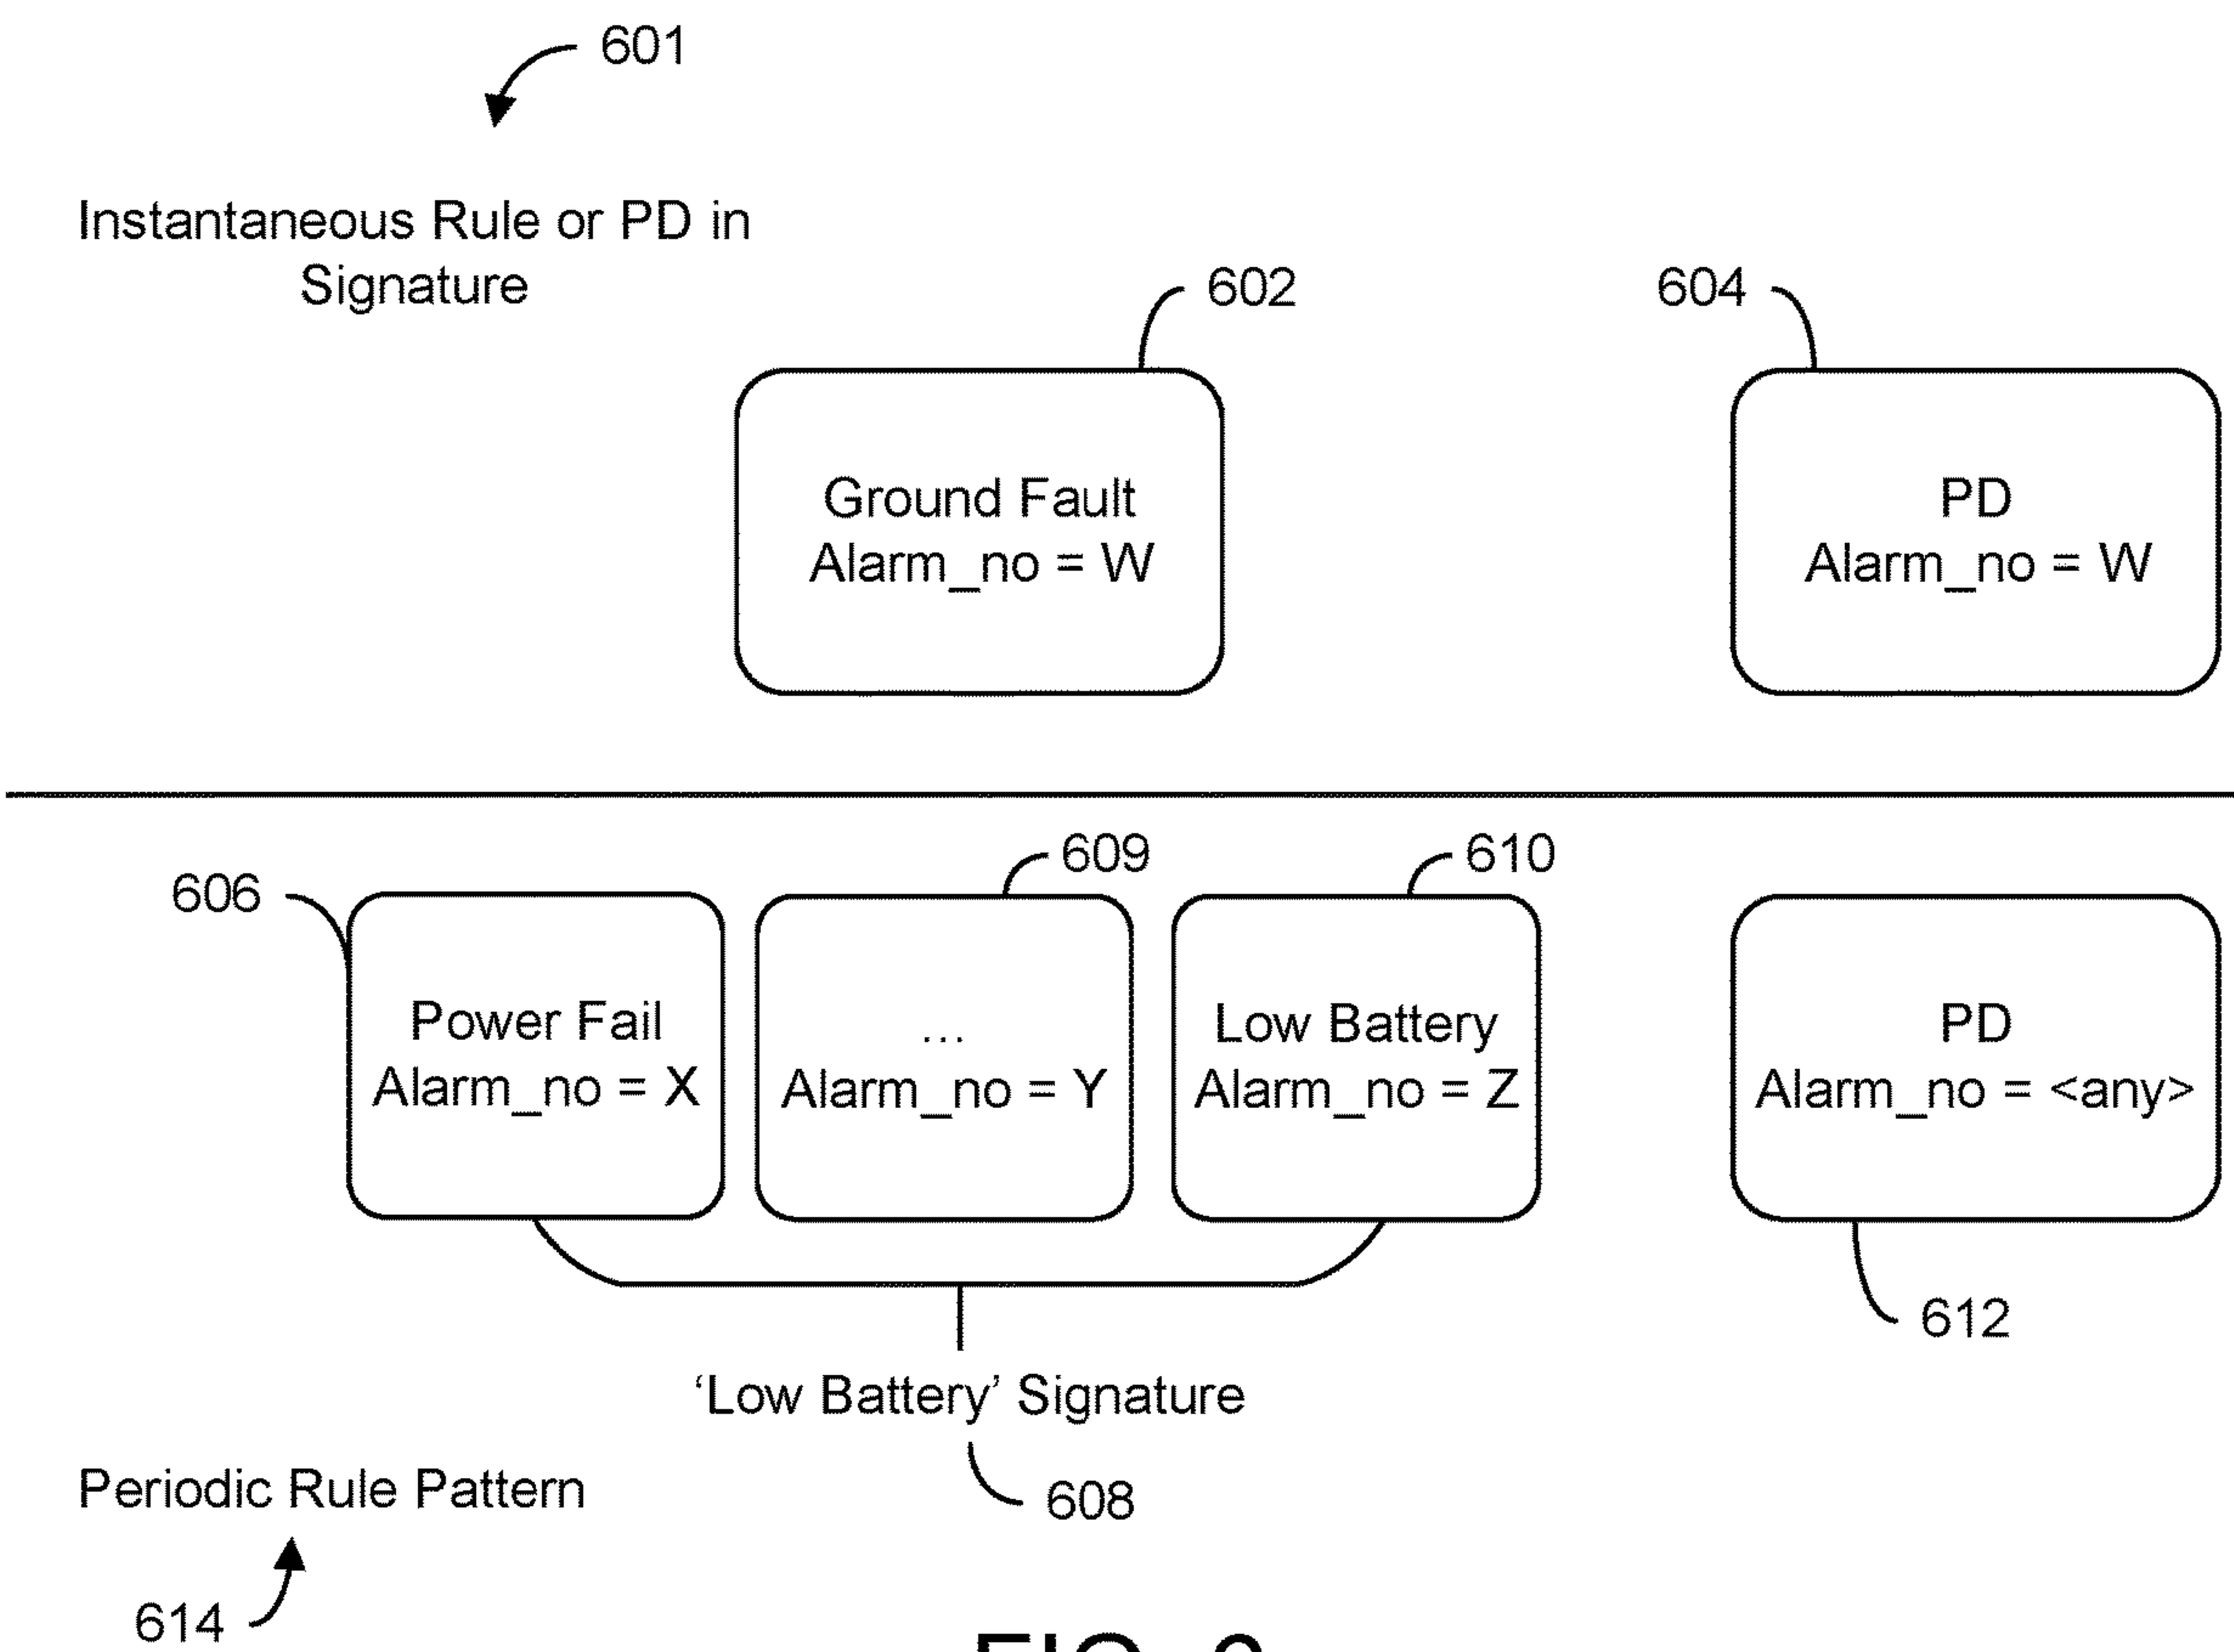 601
Instantaneous Rule or PD in
Signature
602
604
Ground Fault
Alarm_no = W
PD
Alarm_no = W
606
609
610
Power Fail
Alarm_no = X
...
Alarm_no = Y
Low Battery
Alarm_no = Z
PD
Alarm_no = <any>
612
‘Low Battery’ Signature
608
Periodic Rule Pattern
614